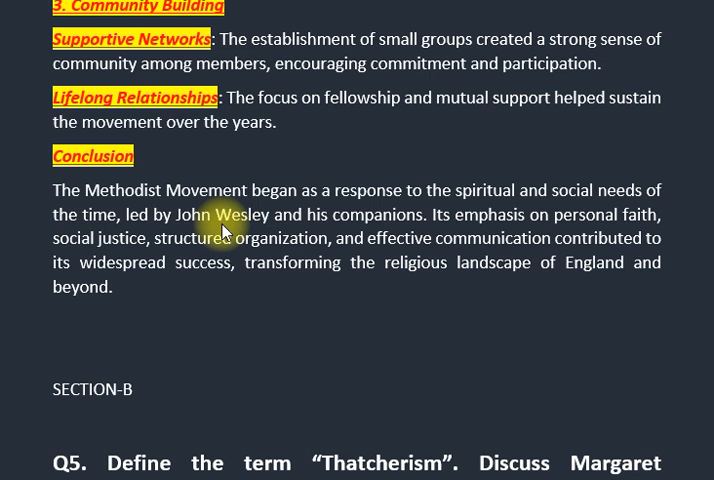 3. Community Building
Supportive Networks: The establishment of small groups created a strong sense of
community among members, encouraging commitment and participation.
Lifelong Relationships: The focus on fellowship and mutual support helped sustain
the movement over the years.
Conclusion
The Methodist Movement began as a response to the spiritual and social needs of
the time, led by John Wesley and his companions. Its emphasis on personal faith,
social justice, structured organization, and effective communication contributed to
its widespread success, transforming the religious landscape of England and
beyond.
SECTION-B
Q5. Define the term “Thatcherism”. Discuss Margaret